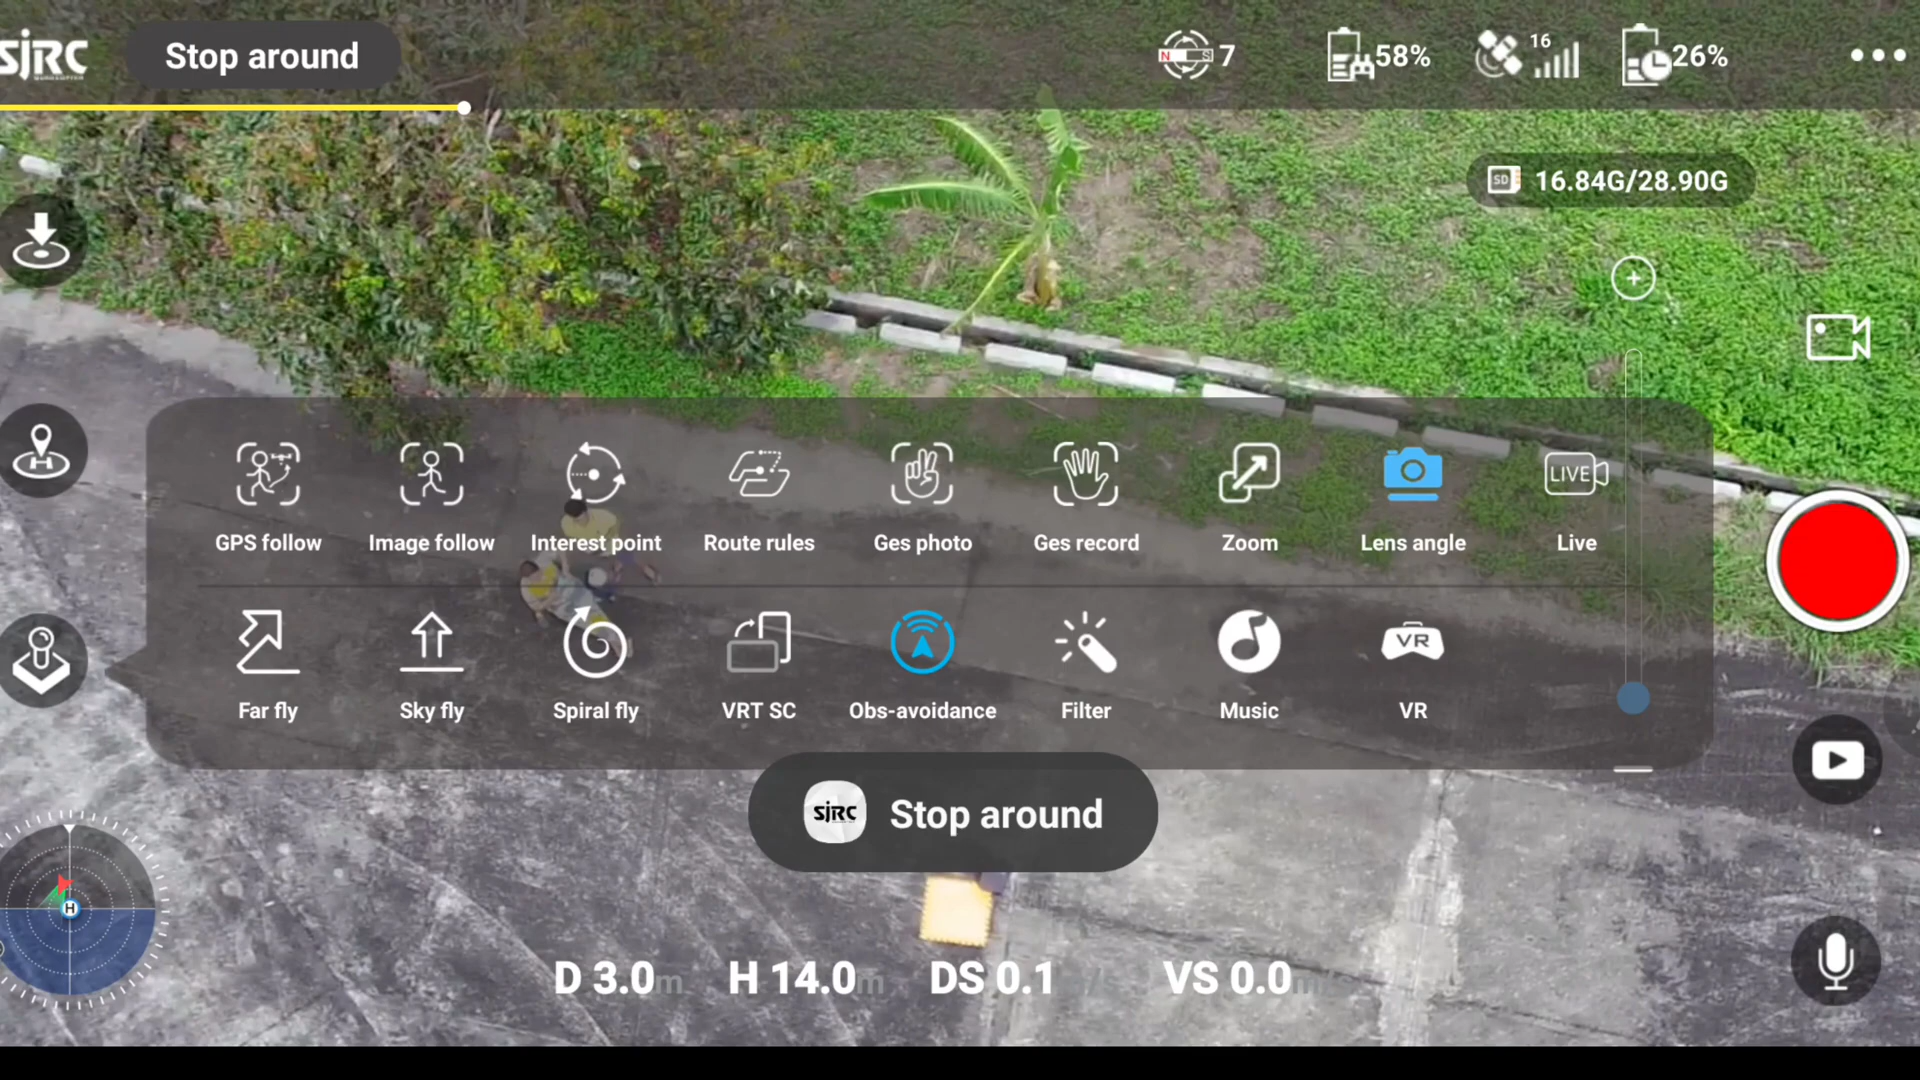 SJRC
Stop around
N S 7
58%
16
26%
SD 16.84G/28.90G
GPS follow
Image follow
Interest point
Route rules
Ges photo
Ges record
Zoom
Lens angle
LIVE
Live
Far fly
Sky fly
Spiral fly
VRT SC
Obs-avoidance
Filter
Music
VR
VR
SJRC Stop around
H
H
D 3.0m H 14.0m DS 0.1 VS 0.0